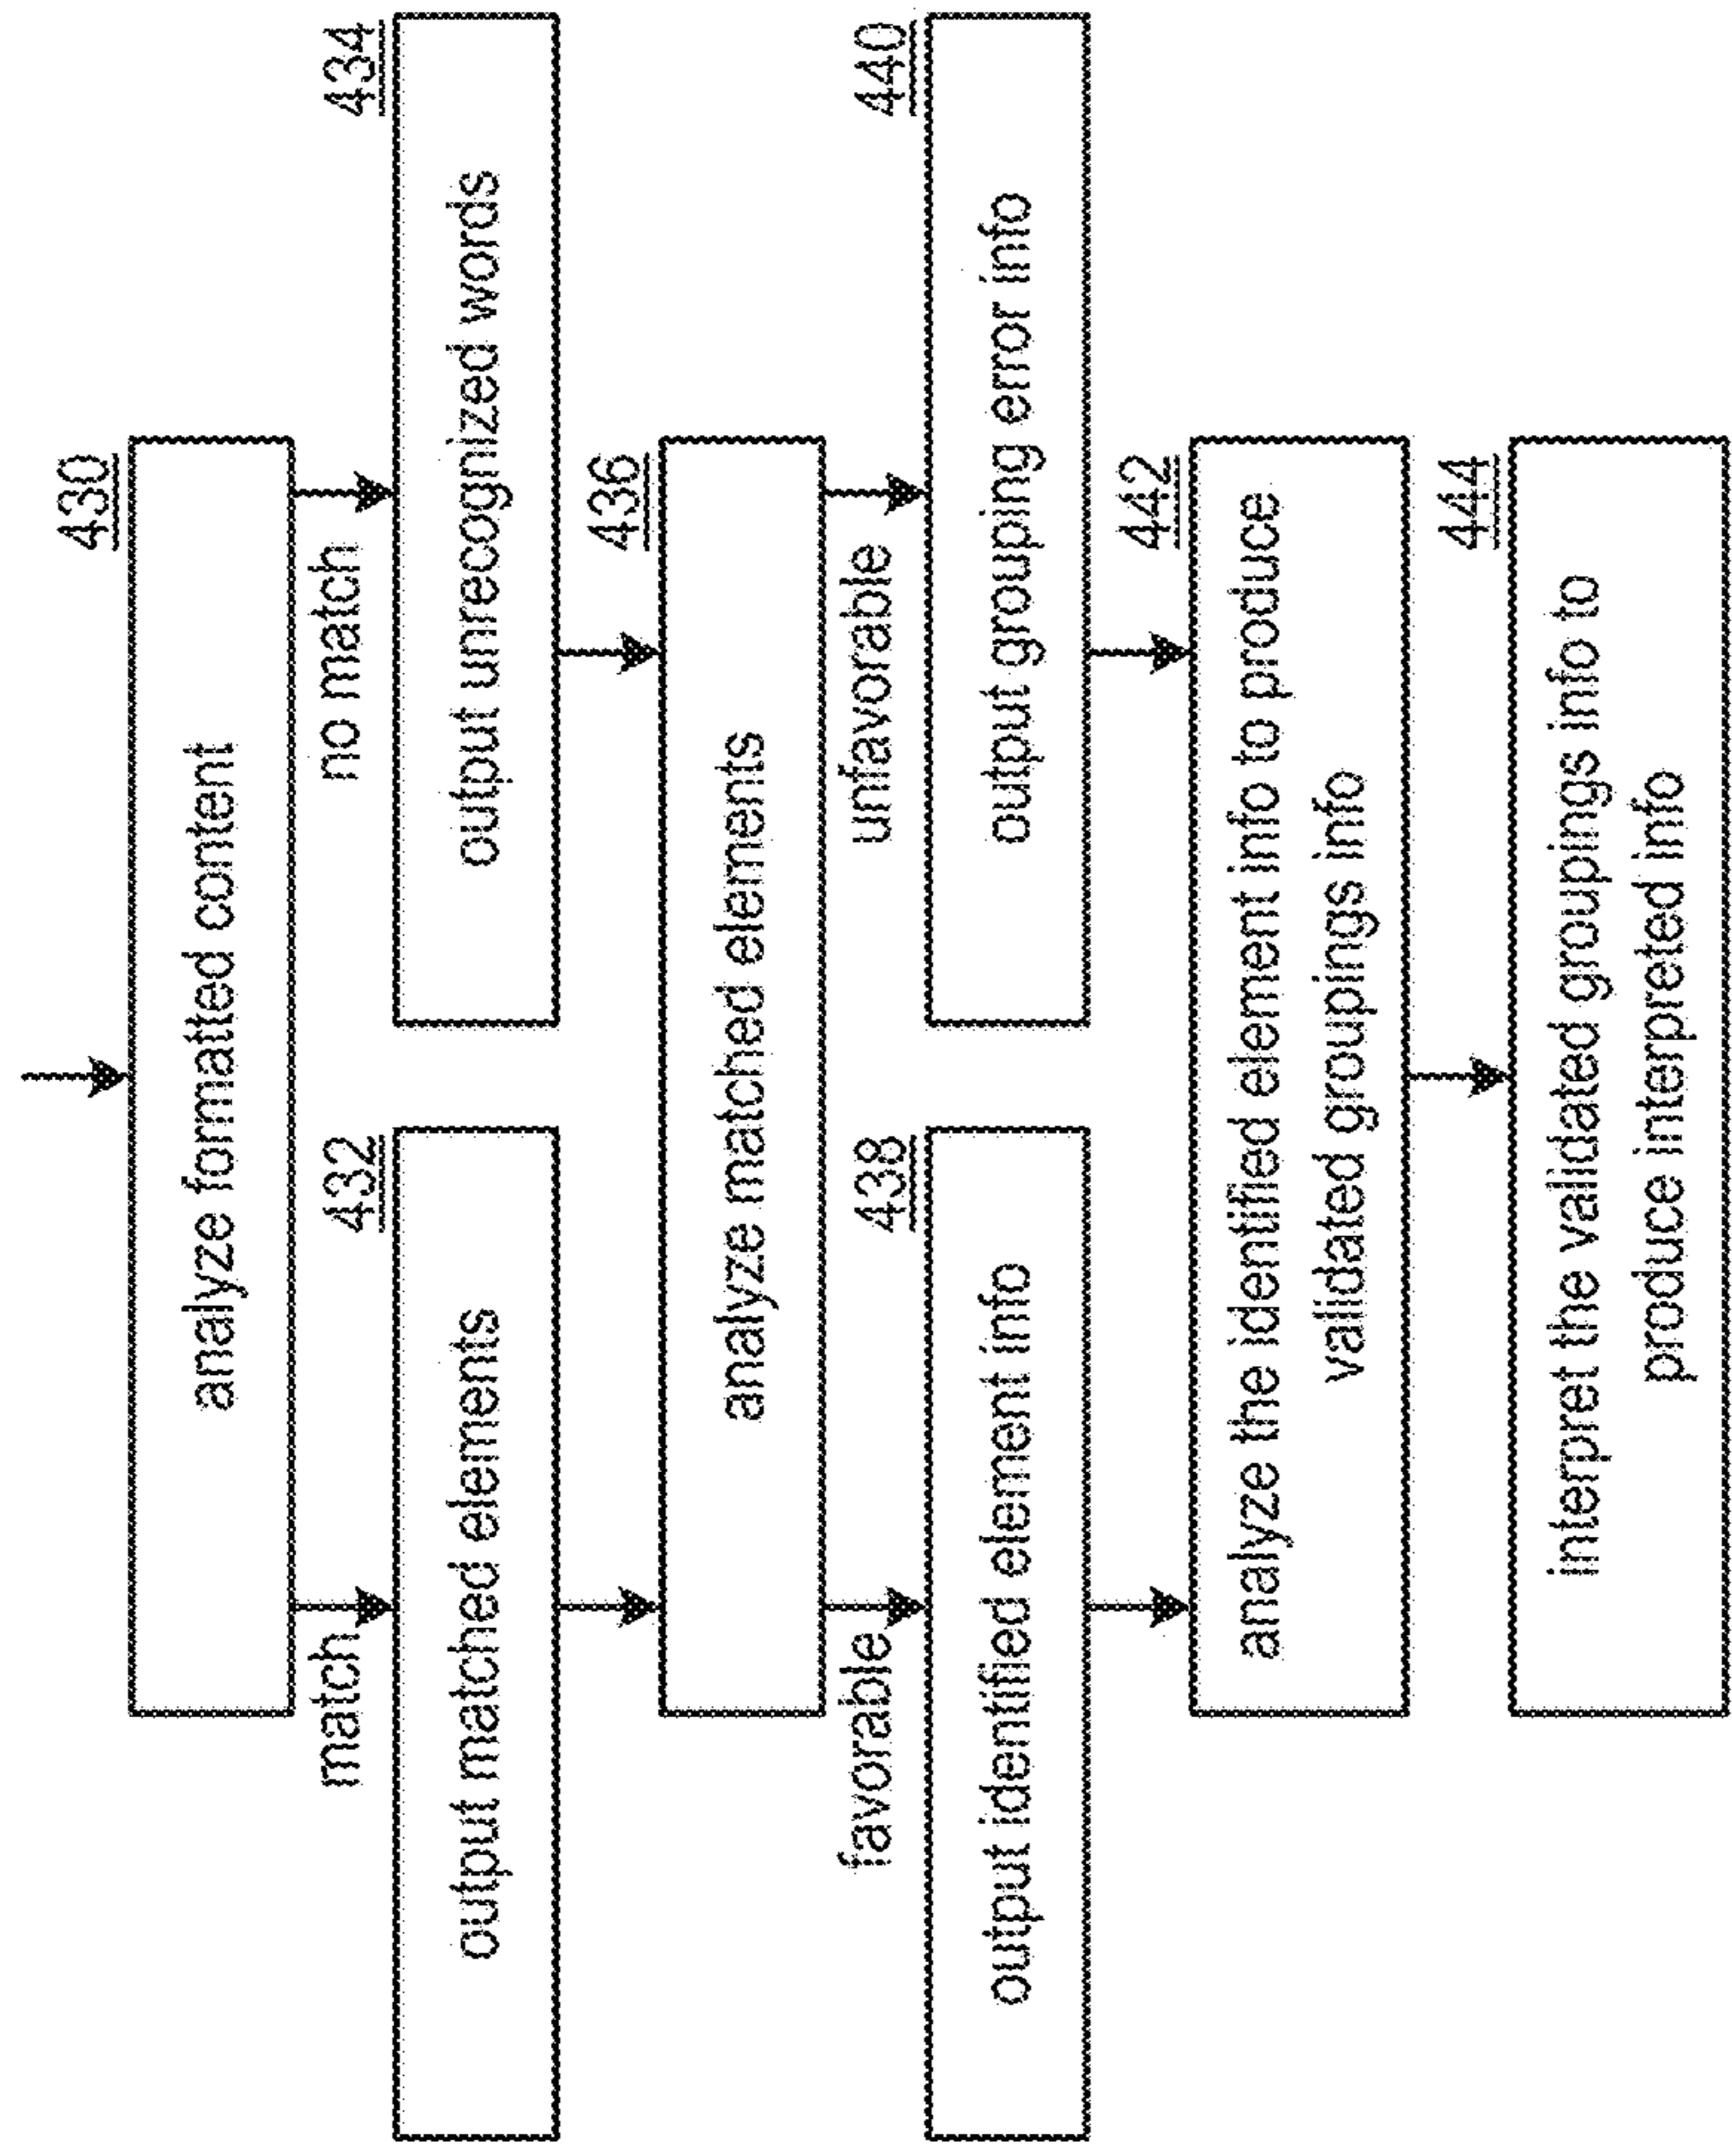 430
analyze formatted content
match
no match
432
434
output matched elements
output unrecognized words
436
analyze matched elements
favorable
unfavorable
438
440
output identified element info
output grouping error info
442
analyze the identified element info to produce
validated groupings info
444
interpret the validated groupings info to
produce interpreted info